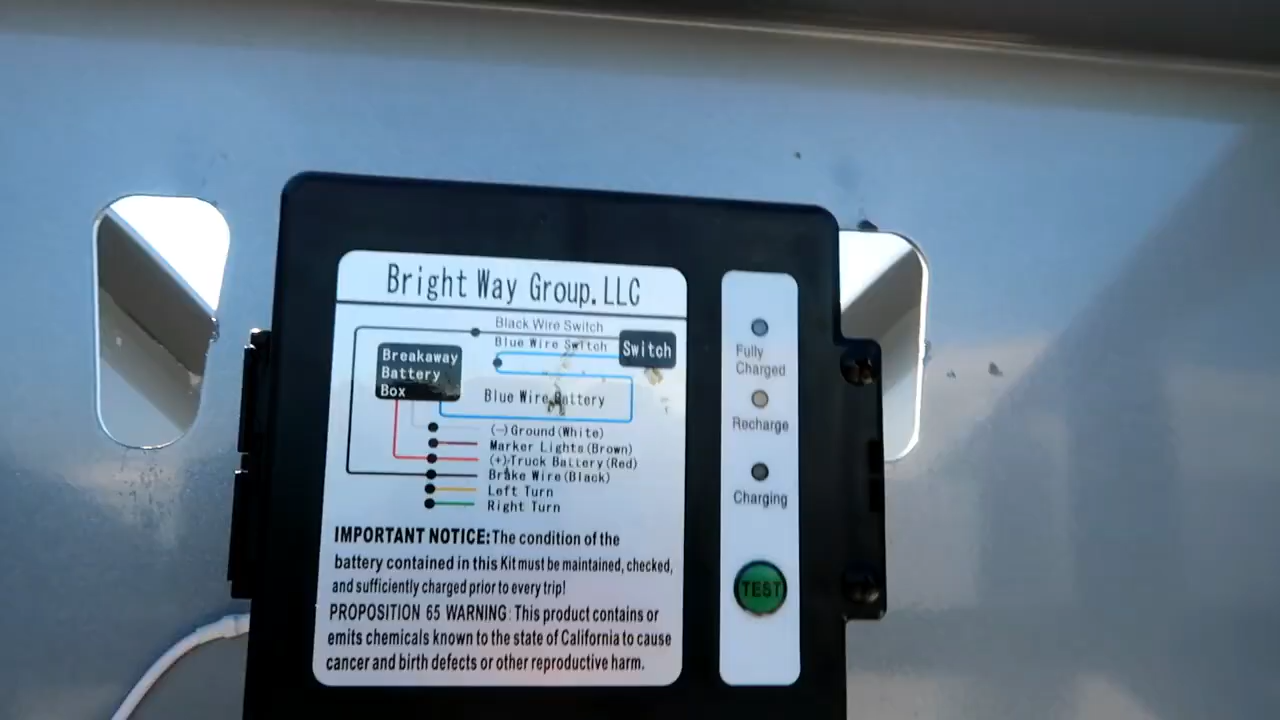 Bright Way Group.LLC
Black Wire Switch
Blue Wire Switch
Switch
Breakaway
Battery
Box
Blue Wire Battery
(-)Ground(White)
Marker Lights(Brown)
(+)Truck Battery(Red)
Brake Wire(Black)
Left Turn
Right Turn
IMPORTANT NOTICE:The condition of the
battery contained in this Kit must be maintained, checked,
and sufficiently charged prior to every trip!
PROPOSITION 65 WARNING: This product contains or
emits chemicals known to the state of California to cause
cancer and birth defects or other reproductive harm.
Fully
Charged
Recharge
Charging
TEST